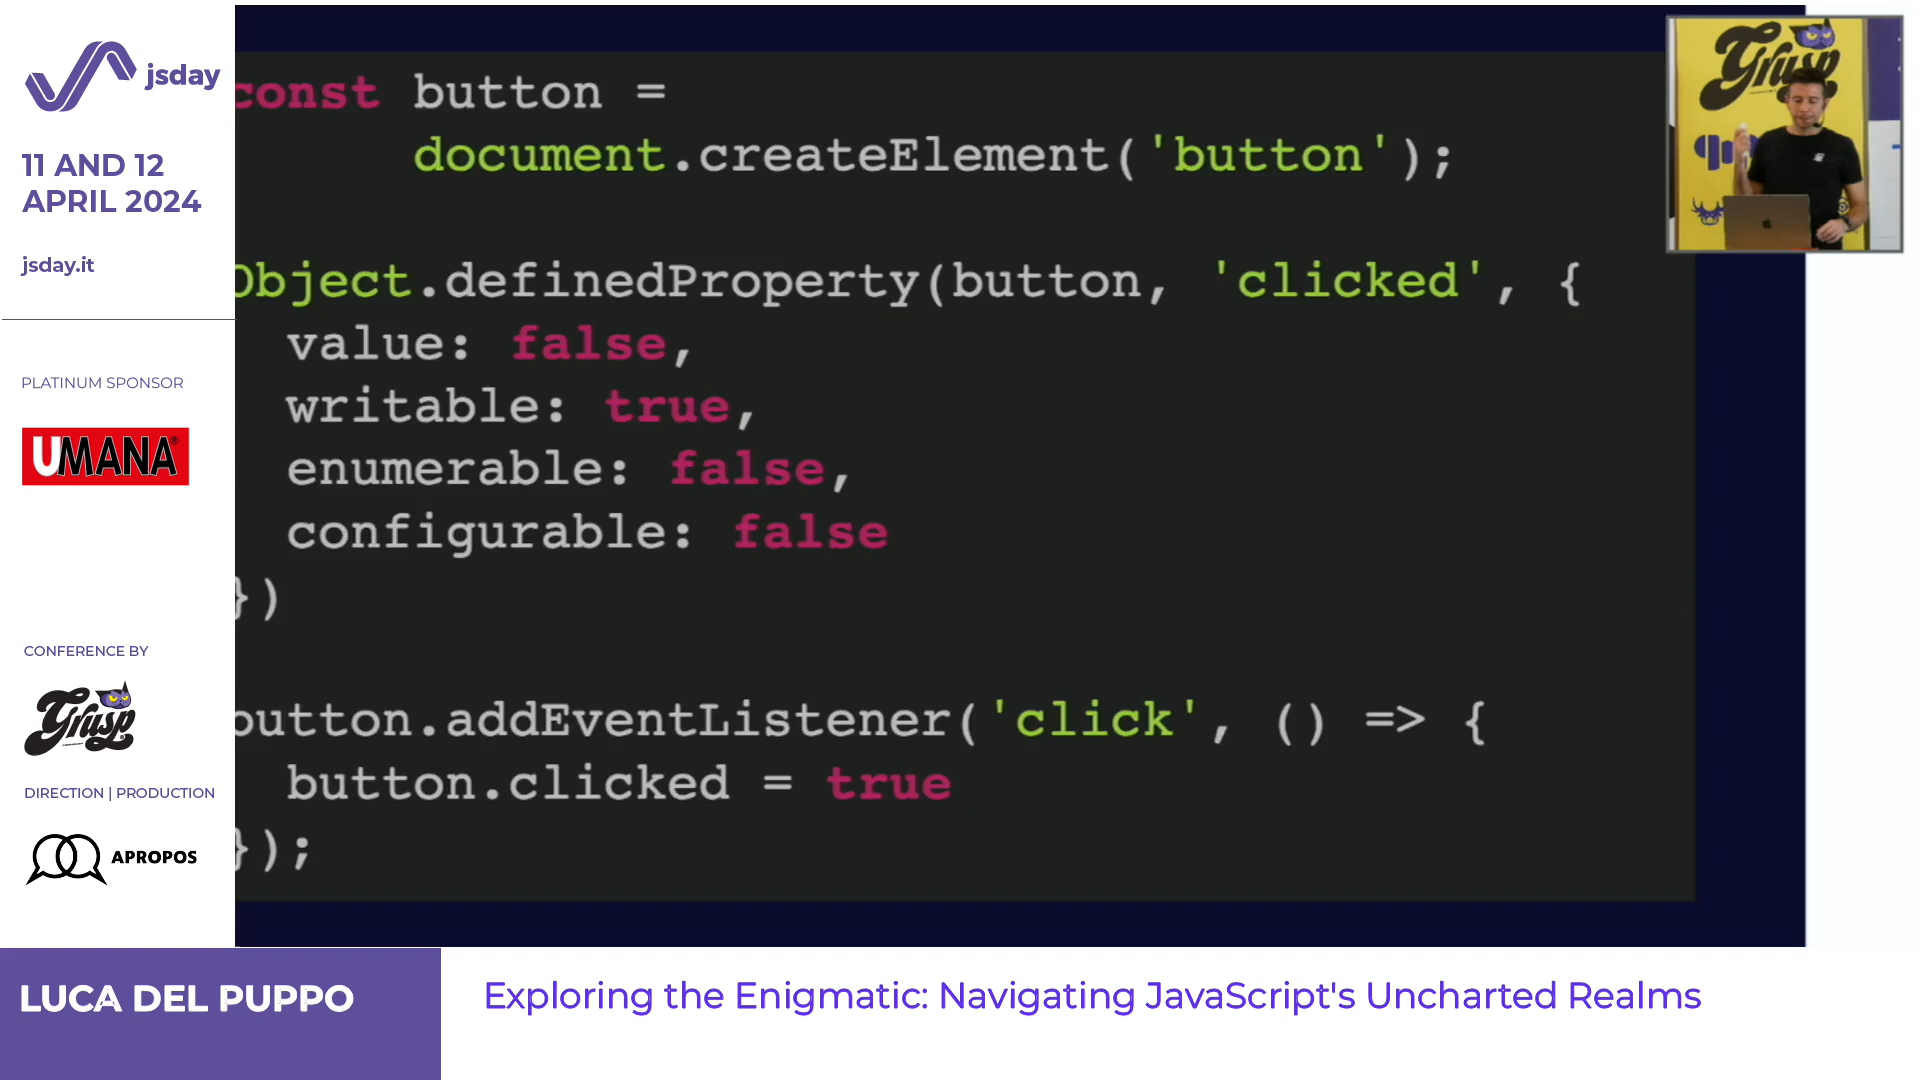 jsday
11 AND 12
APRIL 2024
jsday.it
PLATINUM SPONSOR
UMANA®
CONFERENCE BY
Grusp
DIRECTION | PRODUCTION
APROPOS
const button =
document.createElement('button');
Object.definedProperty(button, 'clicked', {
value: false,
writable: true,
enumerable: false,
configurable: false
})
button.addEventListener('click', () => {
button.clicked = true
});
Grusp
LUCA DEL PUPPO
Exploring the Enigmatic: Navigating JavaScript's Uncharted Realms